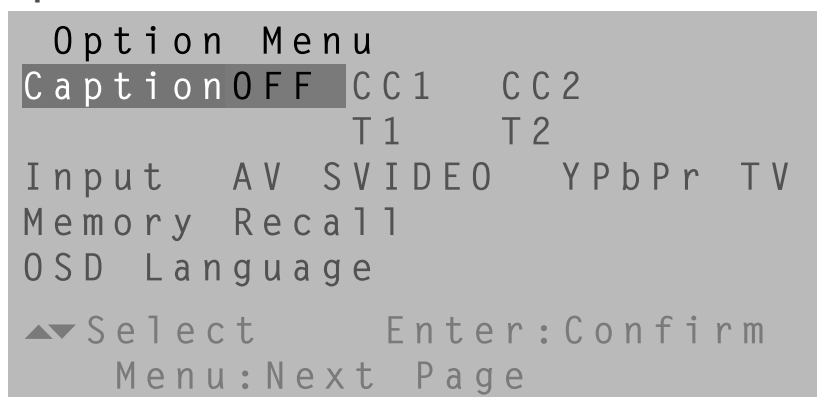 Option Menu
Caption OFF CC1 CC2
T1 T2
Input AV SVIDEO YPbPr TV
Memory Recall
OSD Language
▲▼Select Enter:Confirm
Menu:Next Page